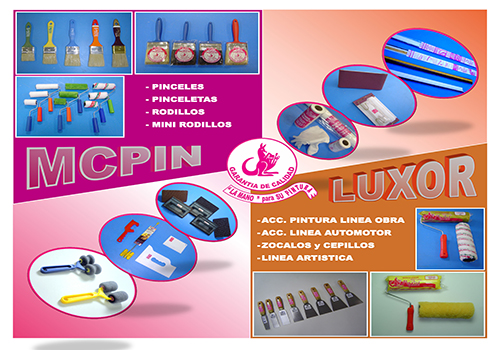 - PINCELES
- PINCELETAS
- RODILLOS
- MINI RODILLOS
MCPIN
GARANTIA DE CALIDAD
"LA MANO" para SU PINTURA
LUXOR
-ACC. PINTURA LINEA OBRA
-ACC. LINEA AUTOMOTOR
-ZOCALOS y CEPILLOS
-LINEA ARTISTICA